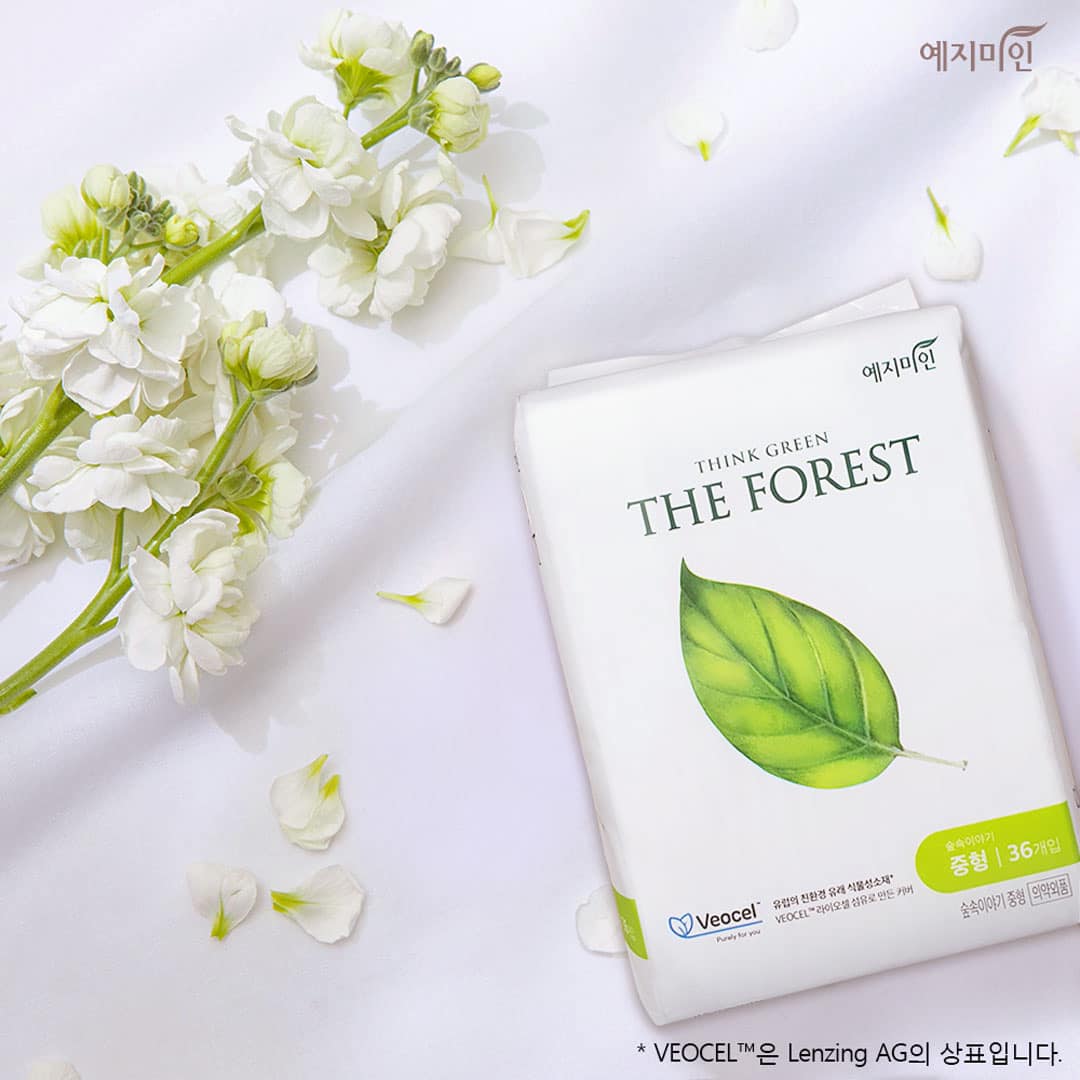 예지미인
예지미인
THINK GREEN
THE FOREST
숲속이야기
중형 | 36개입
숲속이야기 중형 의약외품
Veocel™
Purely for you
유럽의 친환경 유래 식물성소재*
VEOCEL™ 라이오셀 섬유로 만든 커버
* VEOCEL™은 Lenzing AG의 상표입니다.